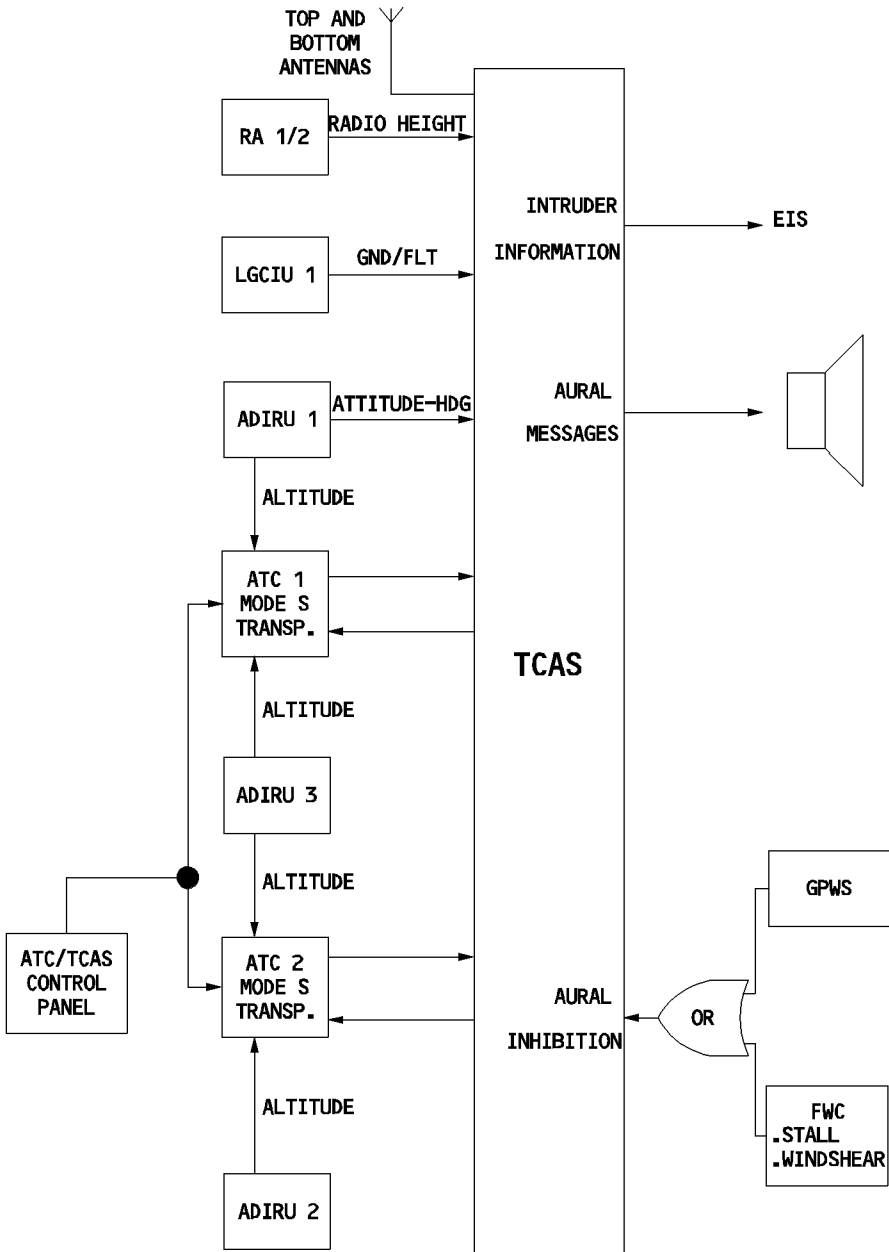 TOP AND
BOTTOM
ANTENNAS
RA 1/2
RADIO HEIGHT
INTRUDER
INFORMATION
EIS
LGCIU 1
GND/FLT
ADIRU 1
ATTITUDE-HDG
AURAL
MESSAGES
ALTITUDE
ATC 1
MODE S
TRANSP.
TCAS
ALTITUDE
ADIRU 3
ALTITUDE
GPWS
ATC/TCAS
CONTROL
PANEL
ATC 2
MODE S
TRANSP.
AURAL
INHIBITION
OR
ALTITUDE
FWC
.STALL
.WINDSHEAR
ADIRU 2